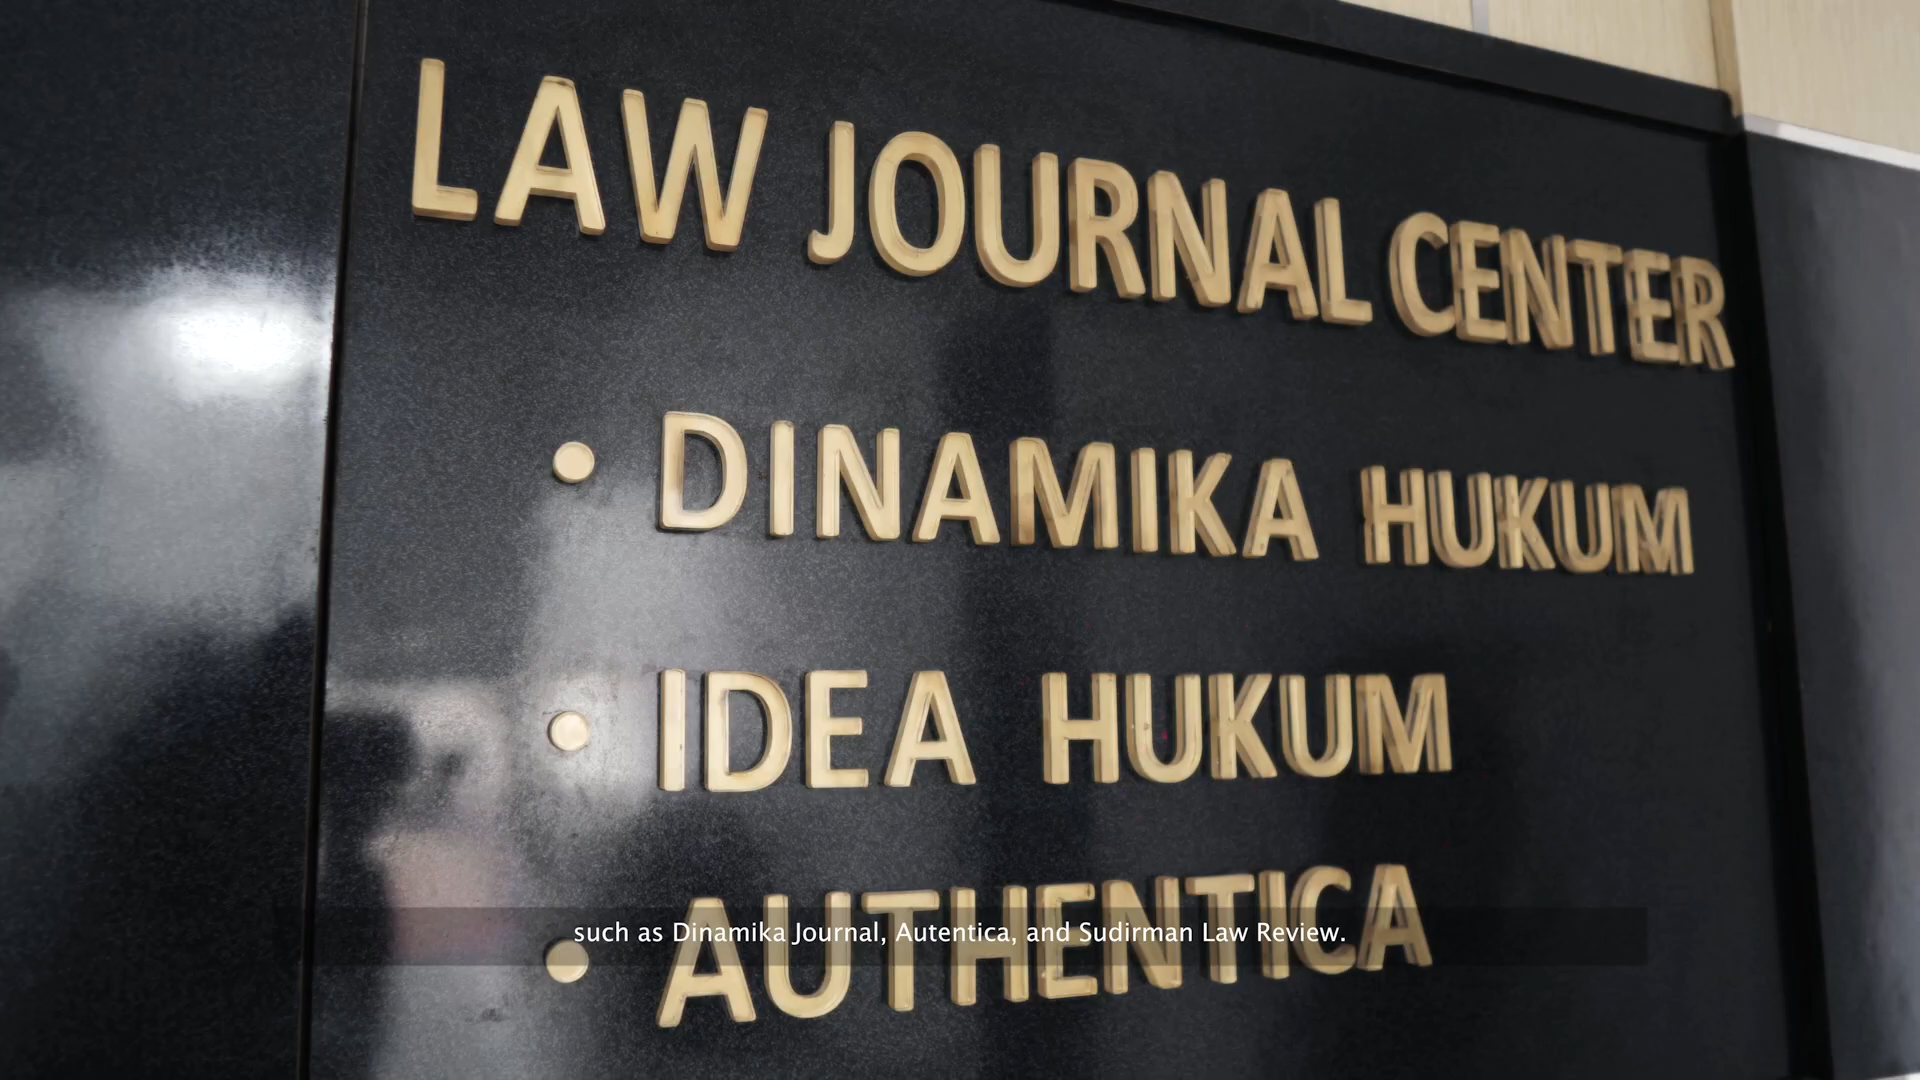 LAW JOURNAL CENTER
• DINAMIKA HUKUM
• IDEA HUKUM
• AUTHENTICA
such as Dinamika Journal, Autentica, and Sudirman Law Review.